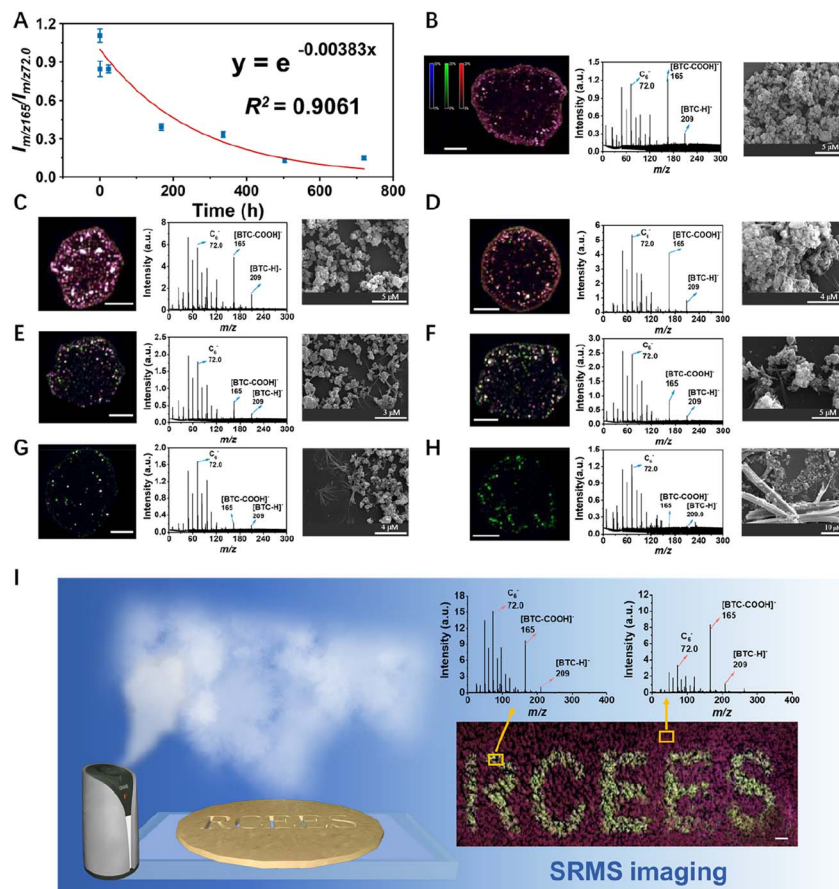 A
1.2
0.9
0.6
0.3
0.0
0 200 400 600 800
Time (h)
I m/z165/I m/z72.0
y = e -0.00383x
R² = 0.9061
B
Intensity (a.u.)
1.5
1.2
0.9
0.6
0.3
0.0
C6-
72.0
[BTC-COOH]-
165
[BTC-H]-
209
0 60 120 180 240 300
m/z
5 μM
C
Intensity (a.u.)
8
6
4
2
0
C6-
72.0
[BTC-COOH]-
165
[BTC-H]-
209
0 60 120 180 240 300
m/z
5 μM
D
Intensity (a.u.)
6
5
4
3
2
1
0
72.0
[BTC-COOH]-
165
[BTC-H]-
209
0 60 120 180 240 300
m/z
4 μM
E
Intensity (a.u.)
2.5
2.0
1.5
1.0
0.5
0.0
C6-
72.0
[BTC-COOH]-
165
[BTC-H]-
209
0 60 120 180 240 300
m/z
3 μM
F
Intensity (a.u.)
3.0
2.5
2.0
1.5
1.0
0.5
0.0
C6-
72.0
[BTC-COOH]-
165
[BTC-H]-
209
0 60 120 180 240 300
m/z
5 μM
G
Intensity (a.u.)
2.0
1.6
1.2
0.8
0.4
0.0
C6-
72.0
[BTC-COOH]-
165
[BTC-H]-
209
0 60 120 180 240 300
m/z
4 μM
H
Intensity(a.u.)
1.5
1.2
0.9
0.6
0.3
0.0
72.0
[BTC-COOH]-
165
[BTC-H]-
209.0
0 60 120 180 240 300
m/z
10 μM
I
Intensity (a.u.)
18
15
12
9
6
3
0
C6-
72.0
[BTC-COOH]-
165
[BTC-H]-
209
0 100 200 300 400
m/z
Intensity (a.u.)
12
10
8
6
4
2
0
C6-
72.0
[BTC-COOH]-
165
[BTC-H]-
209
0 100 200 300 400
m/z
RCEES
RCEES
SRMS imaging